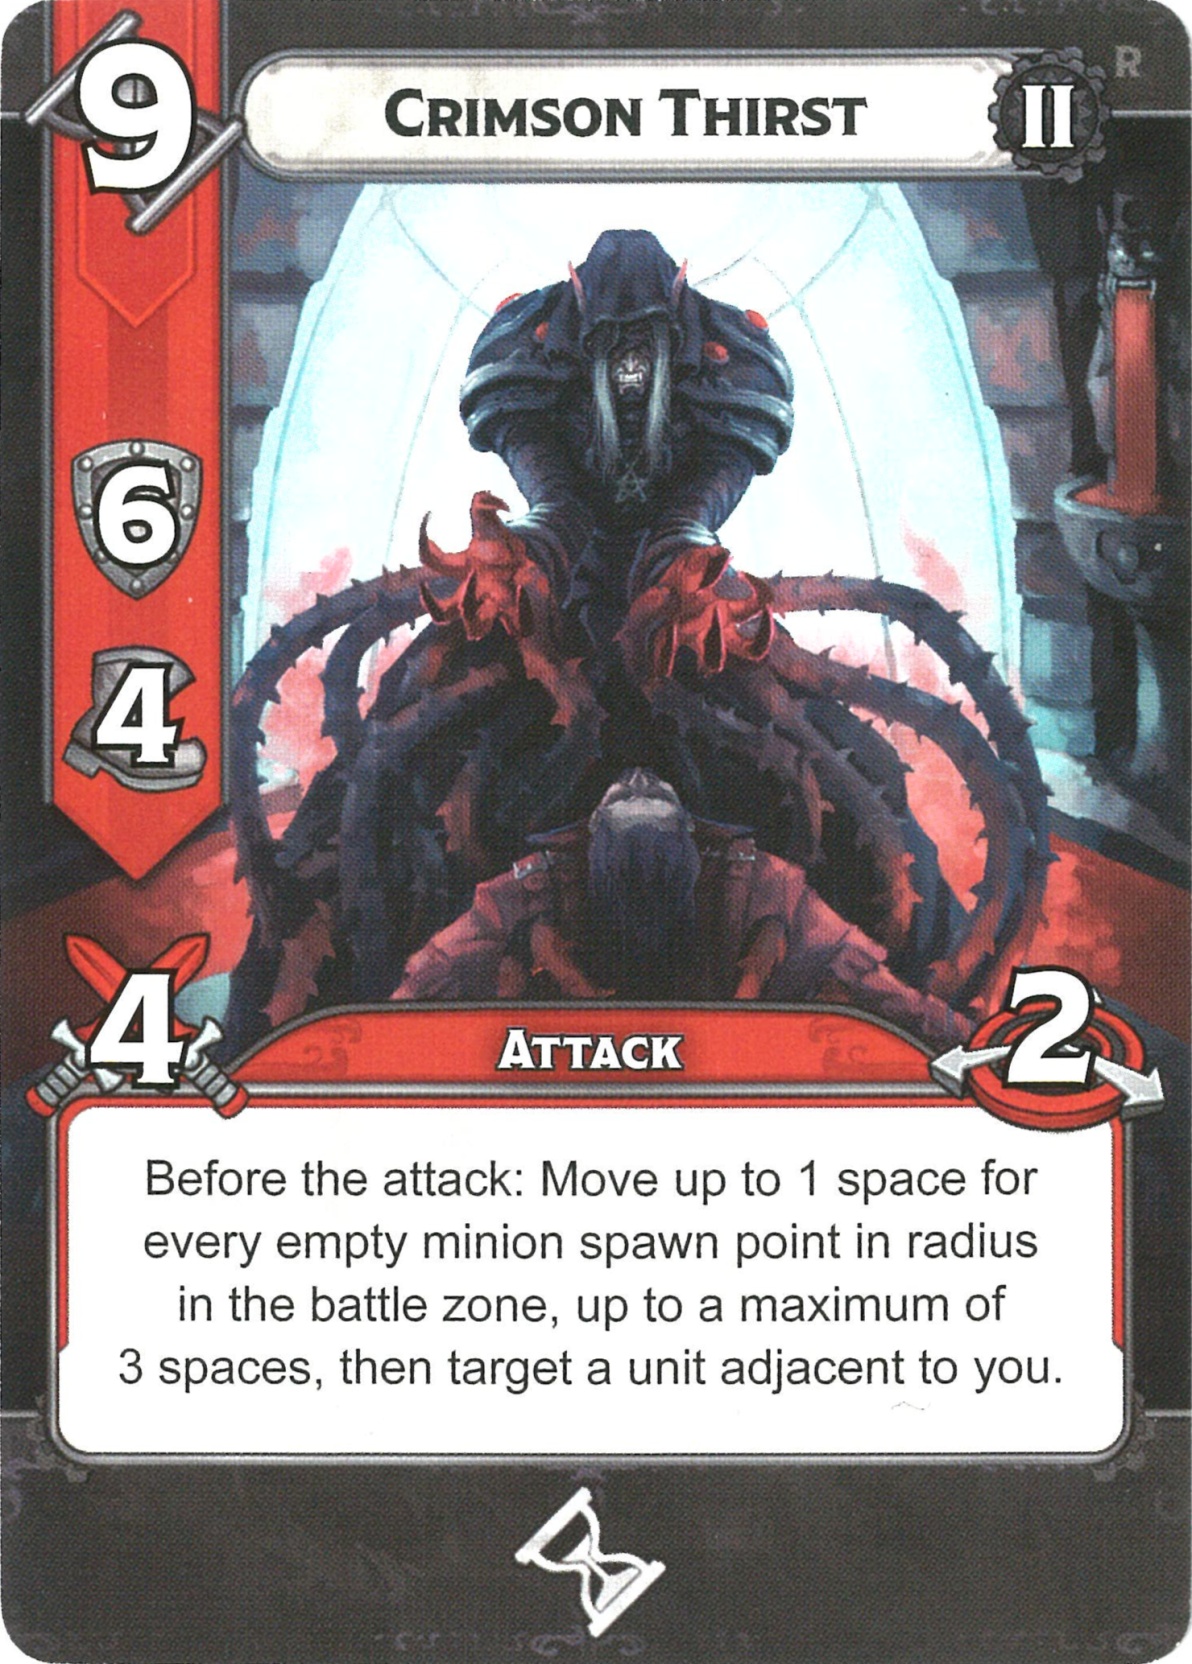 9
CRIMSON THIRST
II
R
6
4
4
ATTACK
2
Before the attack: Move up to 1 space for
every empty minion spawn point in radius
in the battle zone, up to a maximum of
3 spaces, then target a unit adjacent to you.